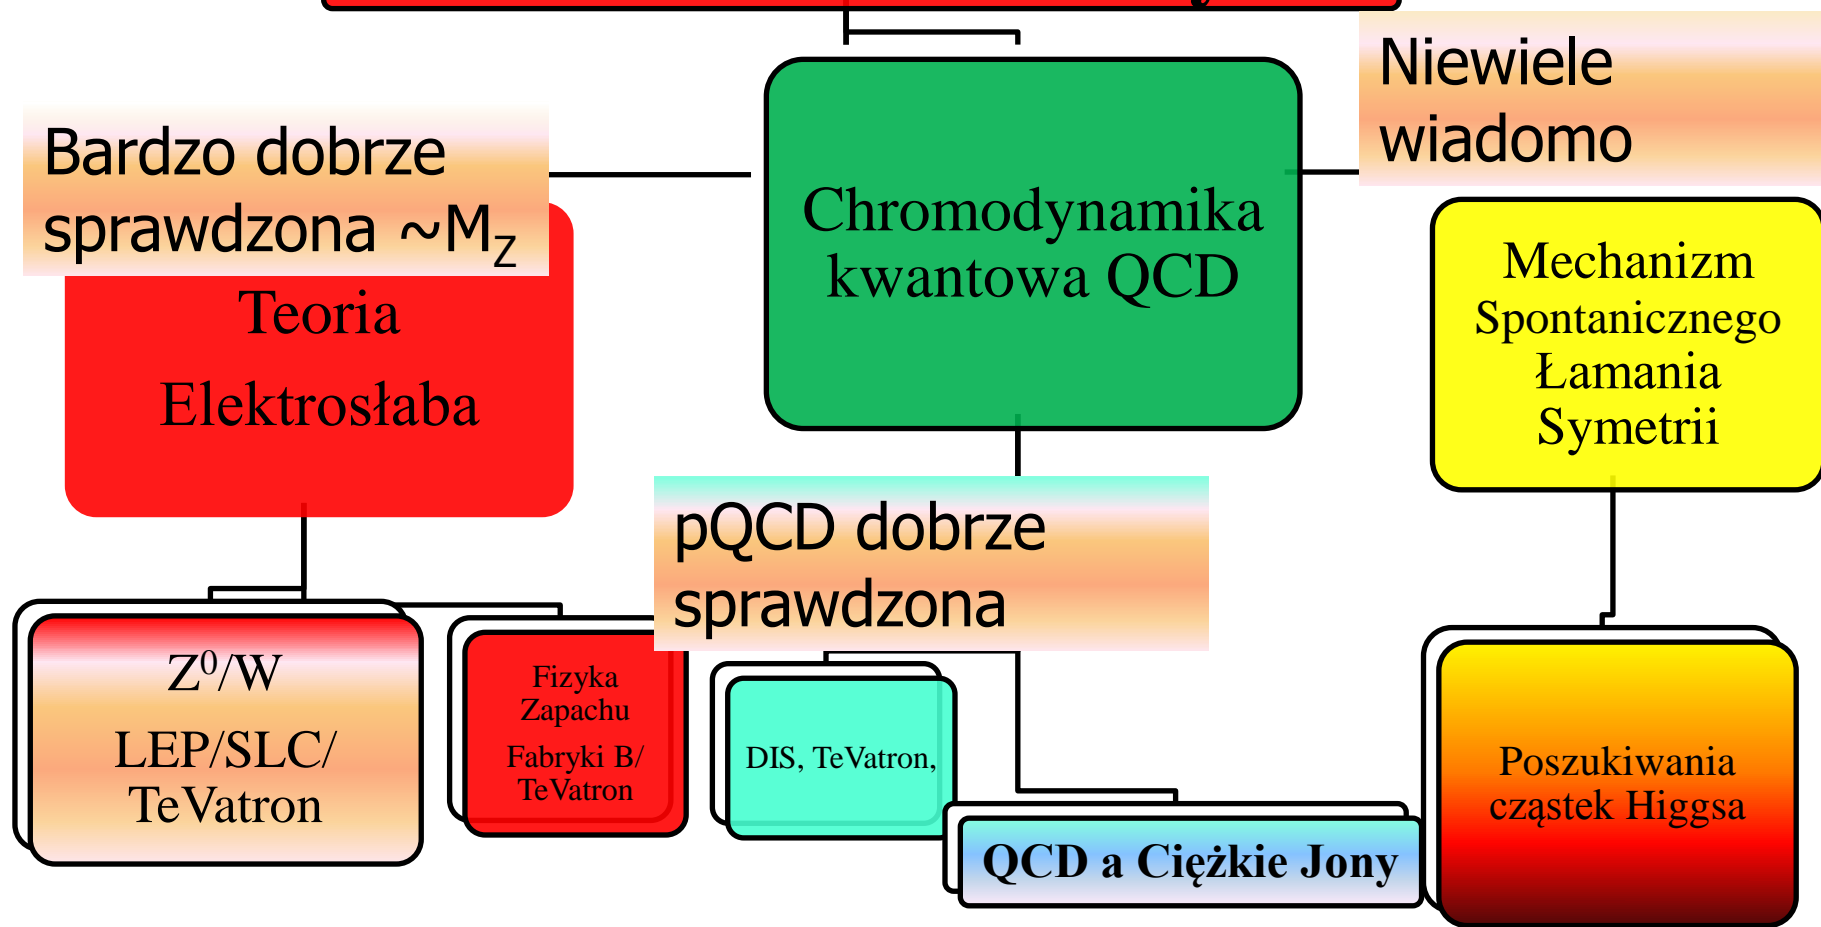 Niewiele
wiadomo
Bardzo dobrze
sprawdzona ~M_Z
Chromodynamika
kwantowa QCD
Teoria
Elektrosłaba
Mechanizm
Spontanicznego
Łamania
Symetrii
pQCD dobrze
sprawdzona
Z⁰/W
LEP/SLC/
TeVatron
Fizyka
Zapachu
Fabryki B/
TeVatron
DIS, TeVatron,
QCD a Ciężkie Jony
Poszukiwania
cząstek Higgsa